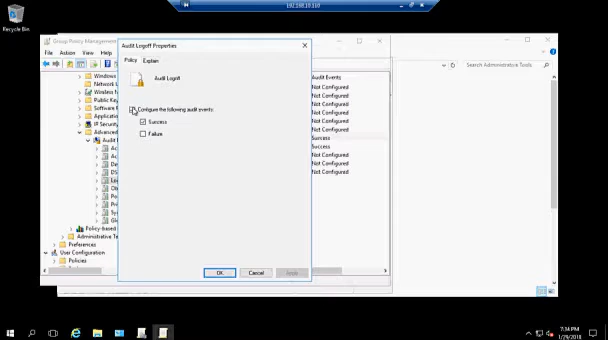 192.168.10.110
Recycle Bin
Group Policy Management
File Action View
Search Administrative Tools
Audit Logoff Properties
Policy Explain
Audit Logoff
Configure the following audit events:
Success
Failure
OK Cancel Apply
Audit Events
Not Configured
Not Configured
Not Configured
Not Configured
Not Configured
Not Configured
Success
Success
Not Configured
Not Configured
Not Configured
Windows
Network
Wireless
Public Key
Software
Applicat
IP Securit
Advance
Audit
Policy-based
Administrative Te
Preferences
User Configuration
Policies
7:34 PM
1/29/2018